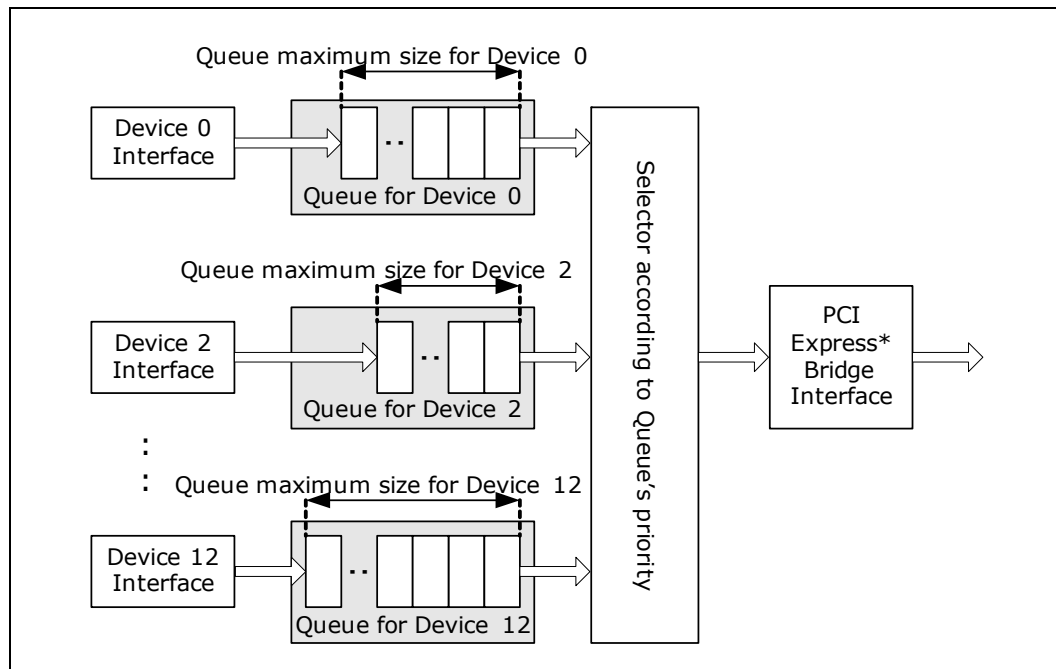 Queue maximum size for Device 0
Device 0
Interface
Queue for Device 0
Queue maximum size for Device 2
Device 2
Interface
Queue for Device 2
Queue maximum size for Device 12
Device 12
Interface
Queue for Device 12
Selector according to Queue's priority
PCI
Express*
Bridge
Interface